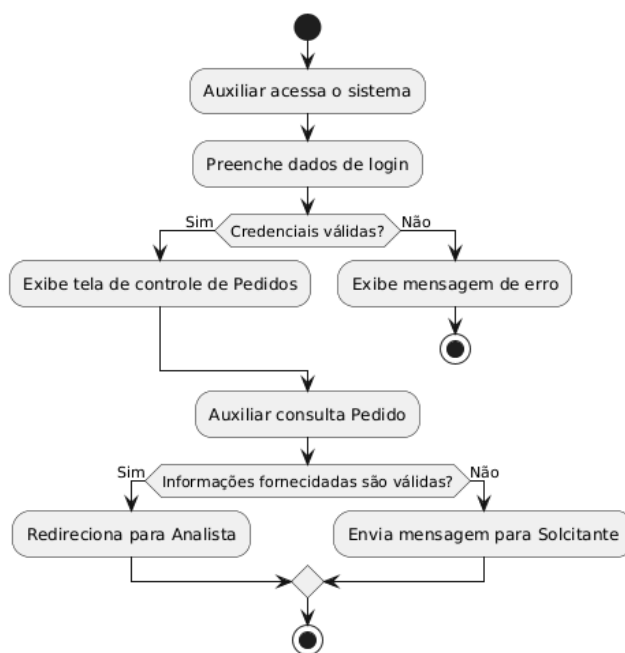 Auxiliar acessa o sistema
Preenche dados de login
Sim
Credenciais válidas?
Não
Exibe tela de controle de Pedidos
Exibe mensagem de erro
Auxiliar consulta Pedido
Sim
Informações fornecidadas são válidas?
Não
Redireciona para Analista
Envia mensagem para Solcitante